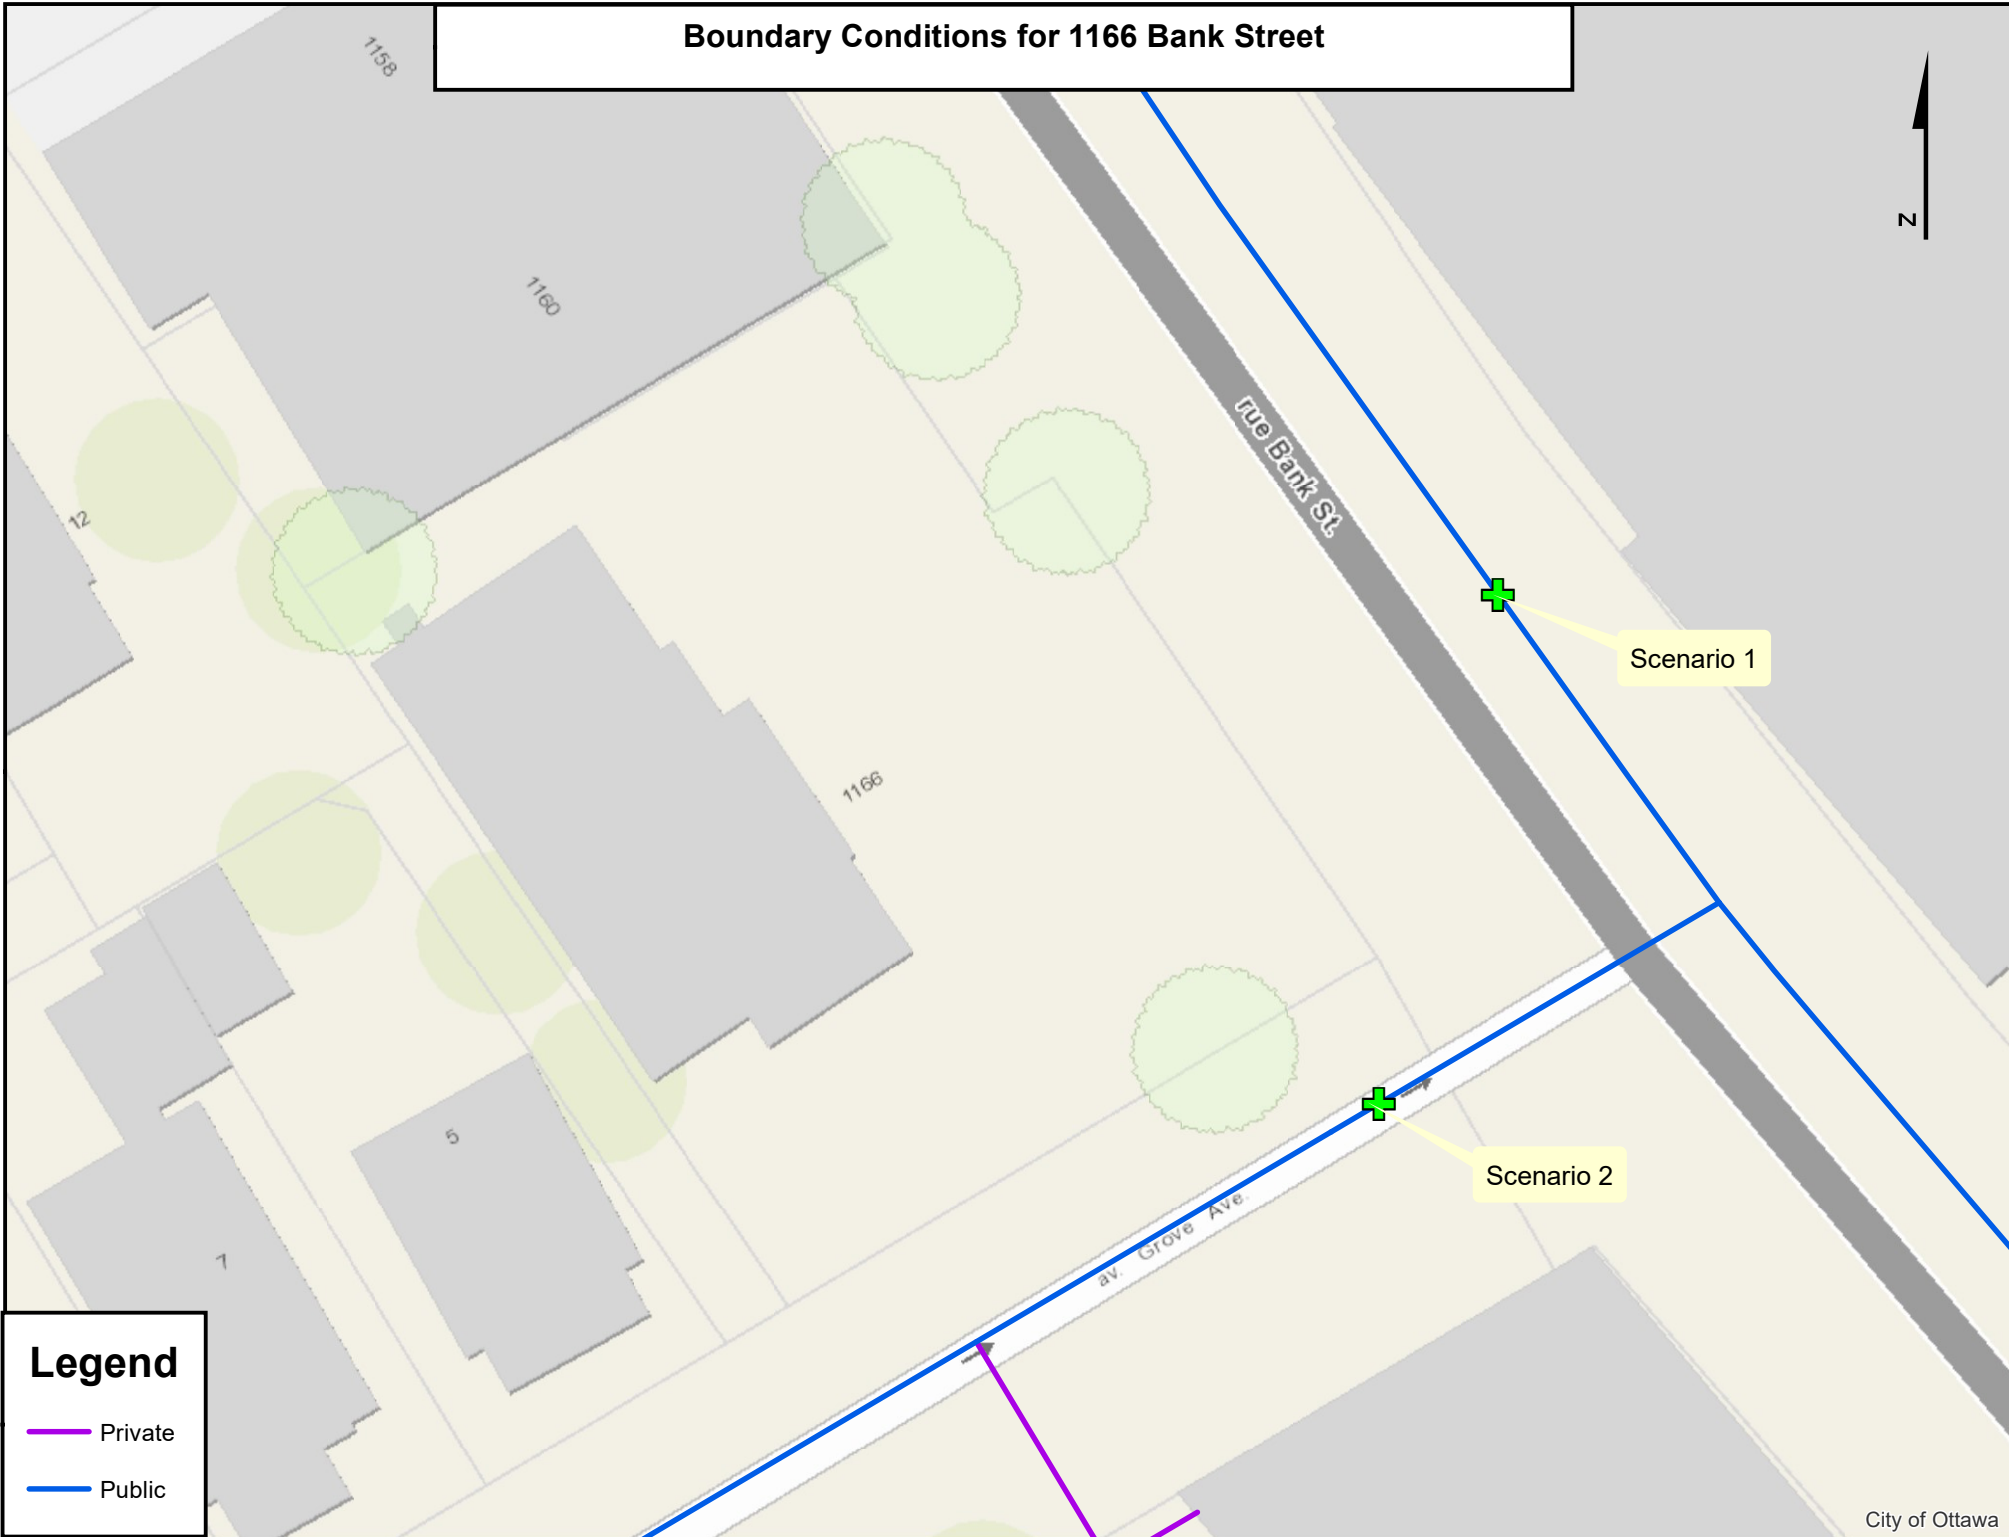 Boundary Conditions for 1166 Bank Street
1158
1160
N
rue Bank St.
12
Scenario 1
1166
5
Scenario 2
av. Grove Ave.
7
Legend
Private
Public
City of Ottawa